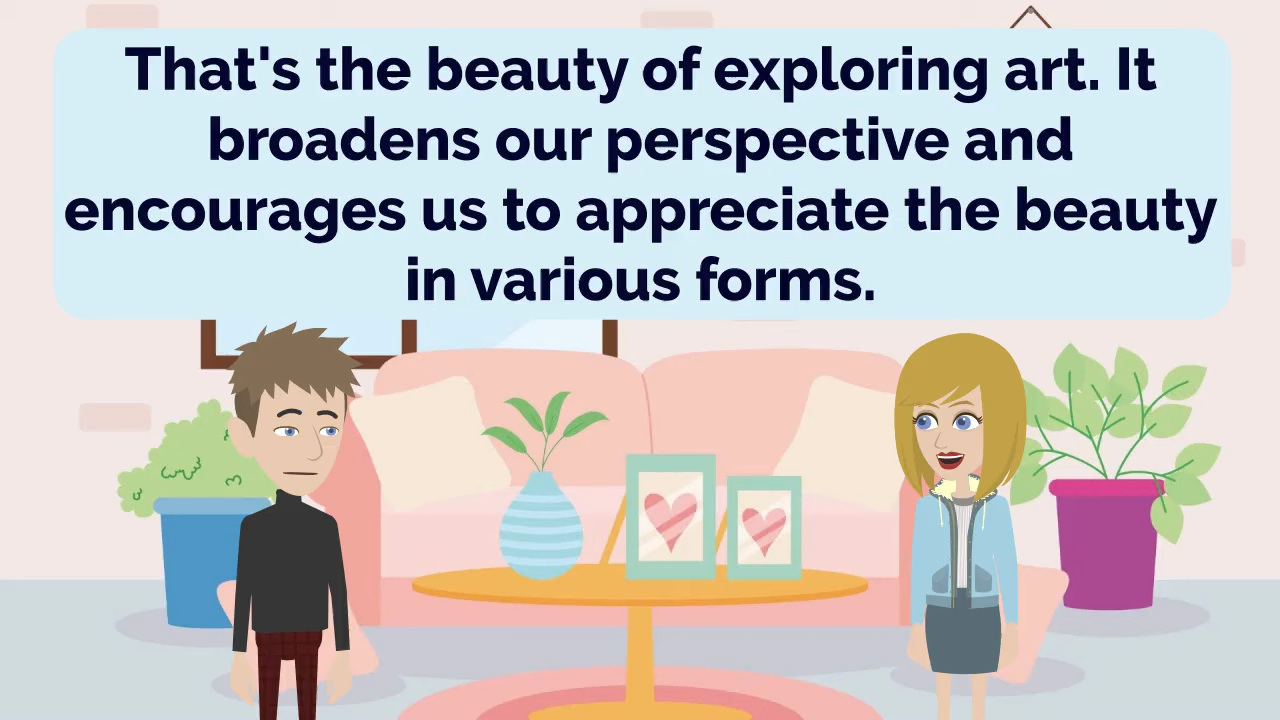 That's the beauty of exploring art. It
broadens our perspective and
encourages us to appreciate the beauty
in various forms.